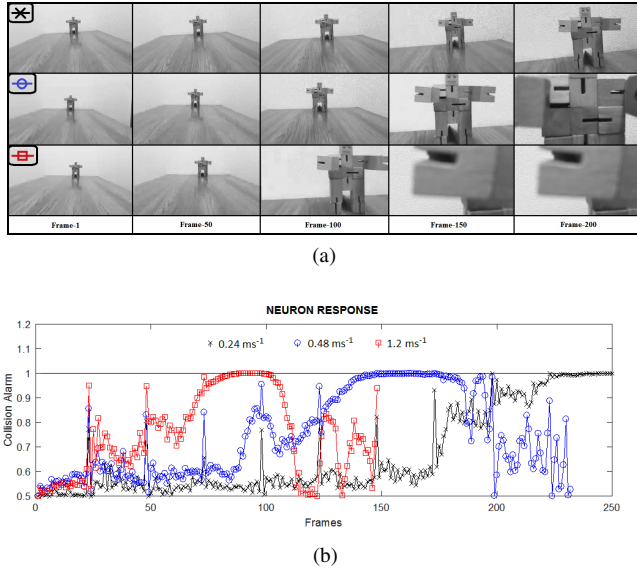 Frame-1 Frame-50 Frame-100 Frame-150 Frame-200
(a)
NEURON RESPONSE
1.2
0.24 ms-1 0.48 ms-1 1.2 ms-1
1.1
1
0.9
0.8
0.7
0.6
0.5
Collision Alarm
0 50 100 150 200 250
Frames
(b)